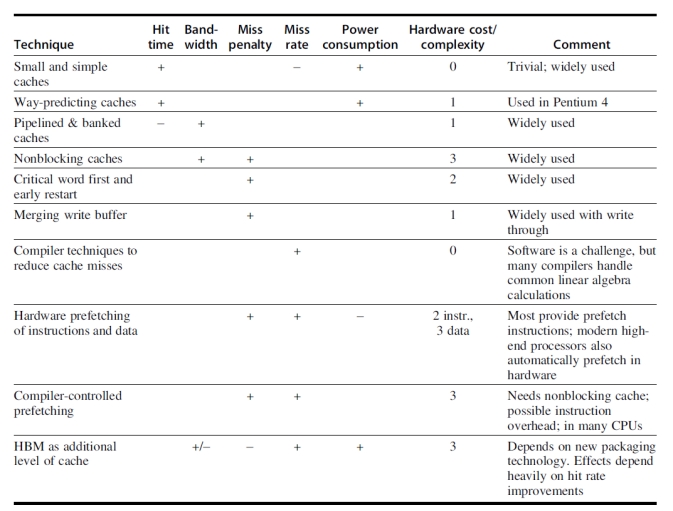 Hit Band- Miss Miss Power Hardware cost/
Technique time width penalty rate consumption complexity Comment
Small and simple + – + 0 Trivial; widely used
caches
Way-predicting caches + + 1 Used in Pentium 4
Pipelined & banked – + 1 Widely used
caches
Nonblocking caches + + 3 Widely used
Critical word first and + 2 Widely used
early restart
Merging write buffer + 1 Widely used with write
through
Compiler techniques to + 0 Software is a challenge, but
reduce cache misses many compilers handle
common linear algebra
calculations
Hardware prefetching + + – 2 instr., Most provide prefetch
of instructions and data 3 data instructions; modern high-
end processors also
automatically prefetch in
hardware
Compiler-controlled + + 3 Needs nonblocking cache;
prefetching possible instruction
overhead; in many CPUs
HBM as additional +/– – + + 3 Depends on new packaging
level of cache technology. Effects depend
heavily on hit rate
improvements